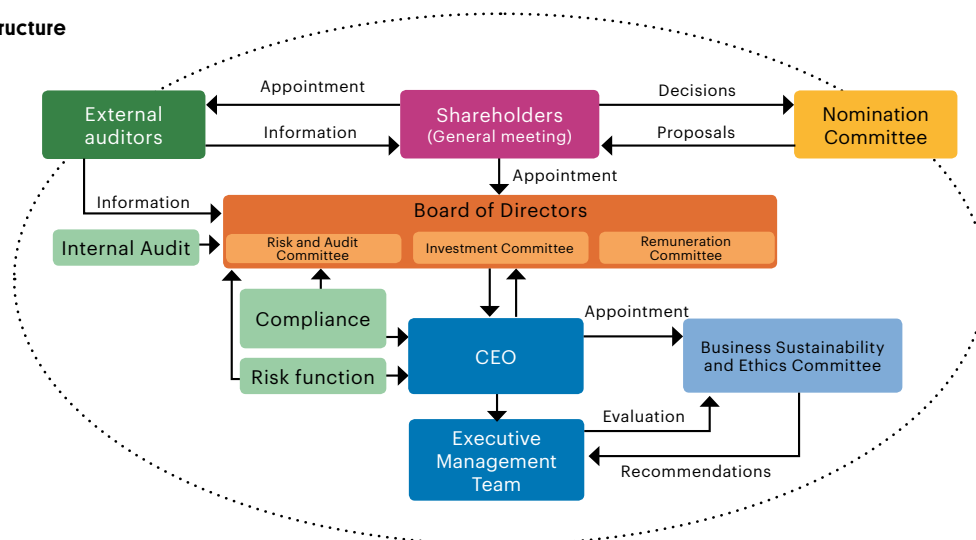 ructure
Appointment
Decisions
External
auditors
Shareholders
(General meeting)
Nomination
Committee
Information
Proposals
Appointment
Information
Board of Directors
Internal Audit
Risk and Audit
Committee
Investment Committee
Remuneration
Committee
Compliance
Appointment
CEO
Business Sustainability
and Ethics Committee
Risk function
Evaluation
Executive
Management
Team
Recommendations